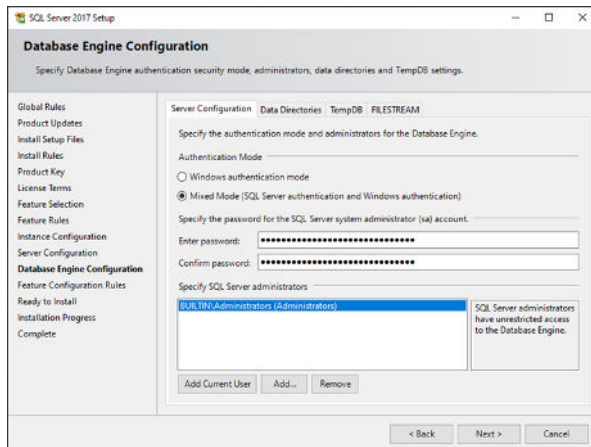 SQL Server 2017 Setup
Database Engine Configuration
Specify Database Engine authentication security mode, administrators, data directories and TempDB settings.
Global Rules
Product Updates
Install Setup Files
Install Rules
Product Key
License Terms
Feature Selection
Feature Rules
Instance Configuration
Server Configuration
Database Engine Configuration
Feature Configuration Rules
Ready to Install
Installation Progress
Complete
Server Configuration Data Directories TempDB FILESTREAM
Specify the authentication mode and administrators for the Database Engine.
Authentication Mode
Windows authentication mode
Mixed Mode (SQL Server authentication and Windows authentication)
Specify the password for the SQL Server system administrator (sa) account.
Enter password:
Confirm password:
Specify SQL Server administrators
BUILTIN\Administrators (Administrators)
SQL Server administrators
have unrestricted access
to the Database Engine.
Add Current User Add... Remove
< Back Next > Cancel